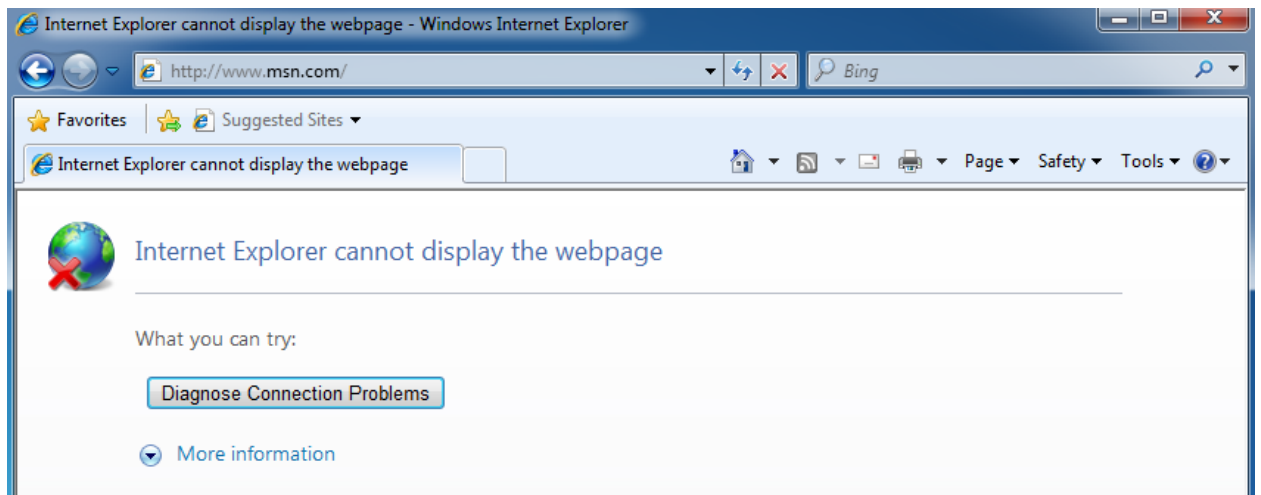 Internet Explorer cannot display the webpage - Windows Internet Explorer
http://www.msn.com/ Bing
Favorites Suggested Sites
Internet Explorer cannot display the webpage Page Safety Tools
Internet Explorer cannot display the webpage
What you can try:
Diagnose Connection Problems
More information